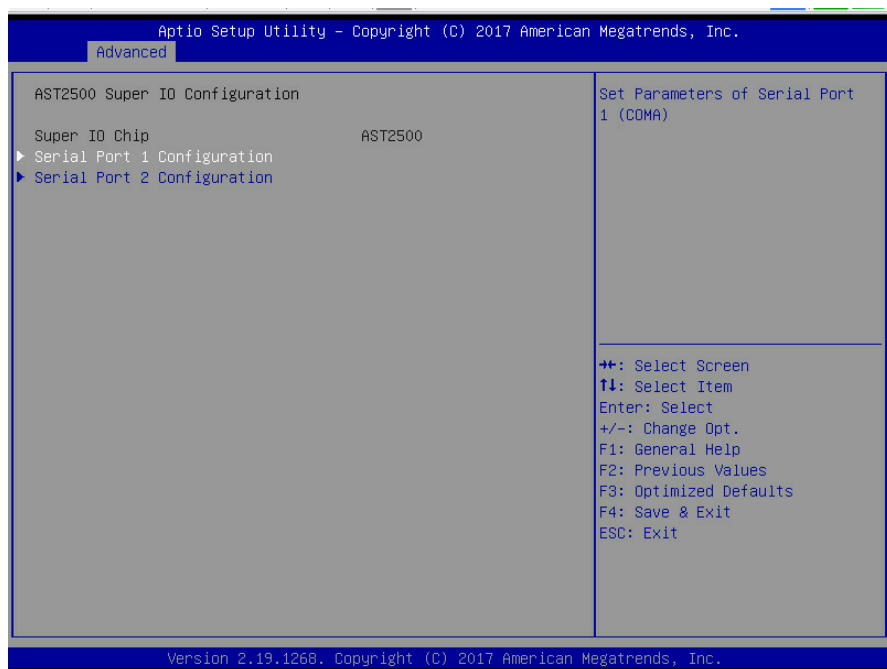 Aptio Setup Utility – Copyright (C) 2017 American Megatrends, Inc.
Advanced
AST2500 Super IO Configuration
Super IO Chip AST2500
▶ Serial Port 1 Configuration
▶ Serial Port 2 Configuration
Set Parameters of Serial Port
1 (COMA)
→←: Select Screen
↑↓: Select Item
Enter: Select
+/-: Change Opt.
F1: General Help
F2: Previous Values
F3: Optimized Defaults
F4: Save & Exit
ESC: Exit
Version 2.19.1268. Copyright (C) 2017 American Megatrends, Inc.